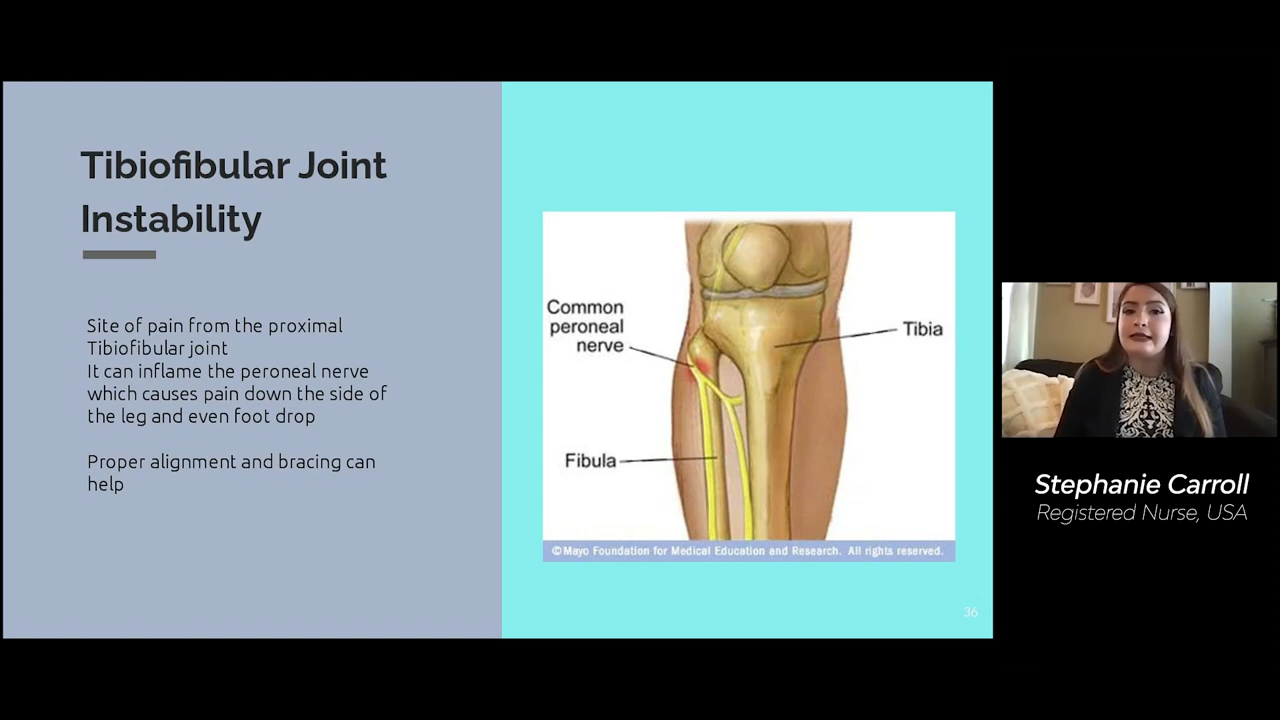 Tibiofibular Joint
Instability
Site of pain from the proximal
Tibiofibular joint
It can inflame the peroneal nerve
which causes pain down the side of
the leg and even foot drop
Proper alignment and bracing can
help
Common
peroneal
nerve
Tibia
Fibula
©Mayo Foundation for Medical Education and Research. All rights reserved.
36
Stephanie Carroll
Registered Nurse, USA